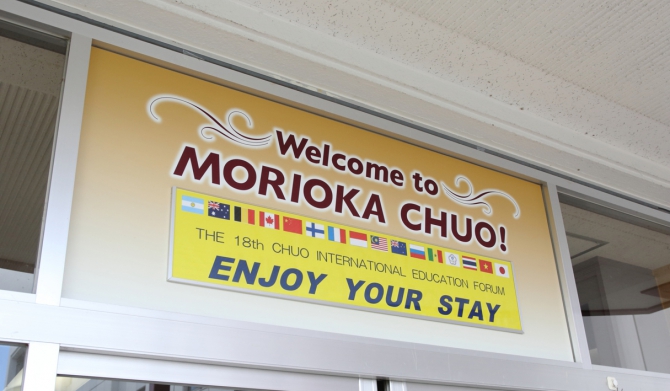 Welcome to
MORIOKA CHUO!
THE 18th CHUO INTERNATIONAL EDUCATION FORUM
ENJOY YOUR STAY